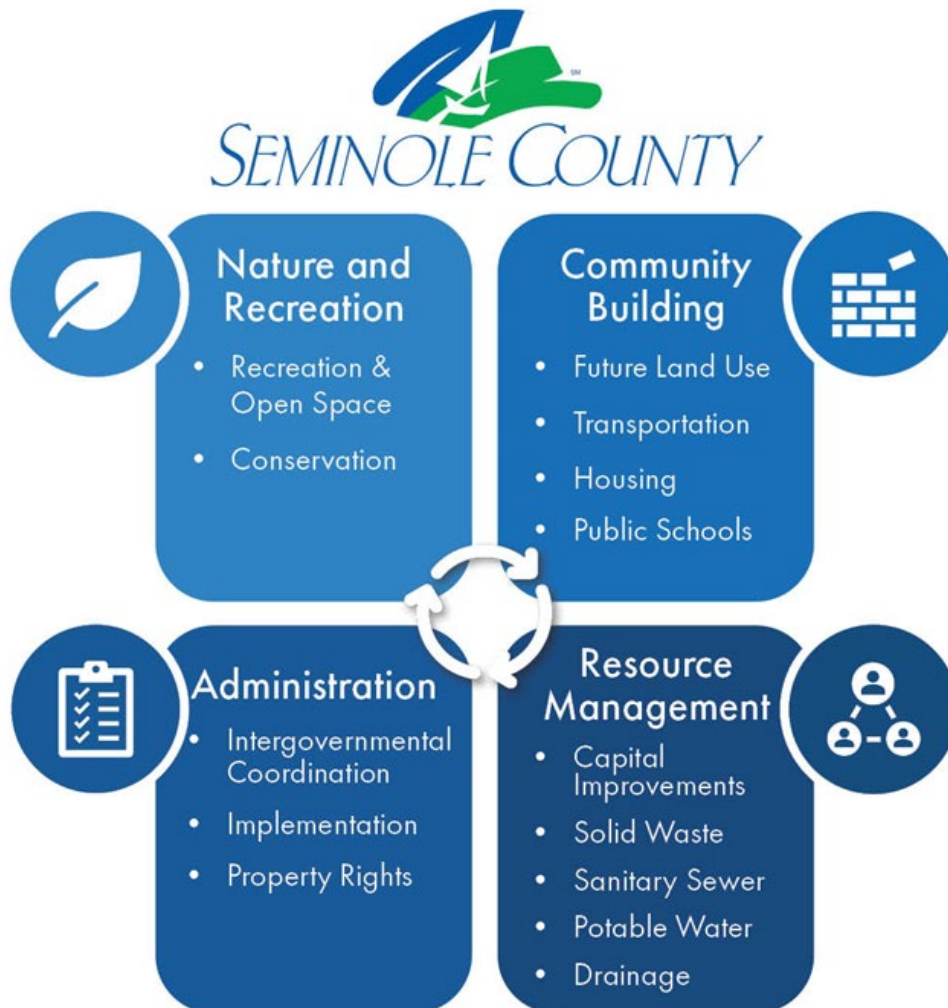 SM
SEMINOLE COUNTY
Nature and
Recreation
• Recreation &
Open Space
• Conservation
Community
Building
• Future Land Use
• Transportation
• Housing
• Public Schools
Administration
• Intergovernmental
Coordination
• Implementation
• Property Rights
Resource
Management
• Capital
Improvements
• Solid Waste
• Sanitary Sewer
• Potable Water
• Drainage